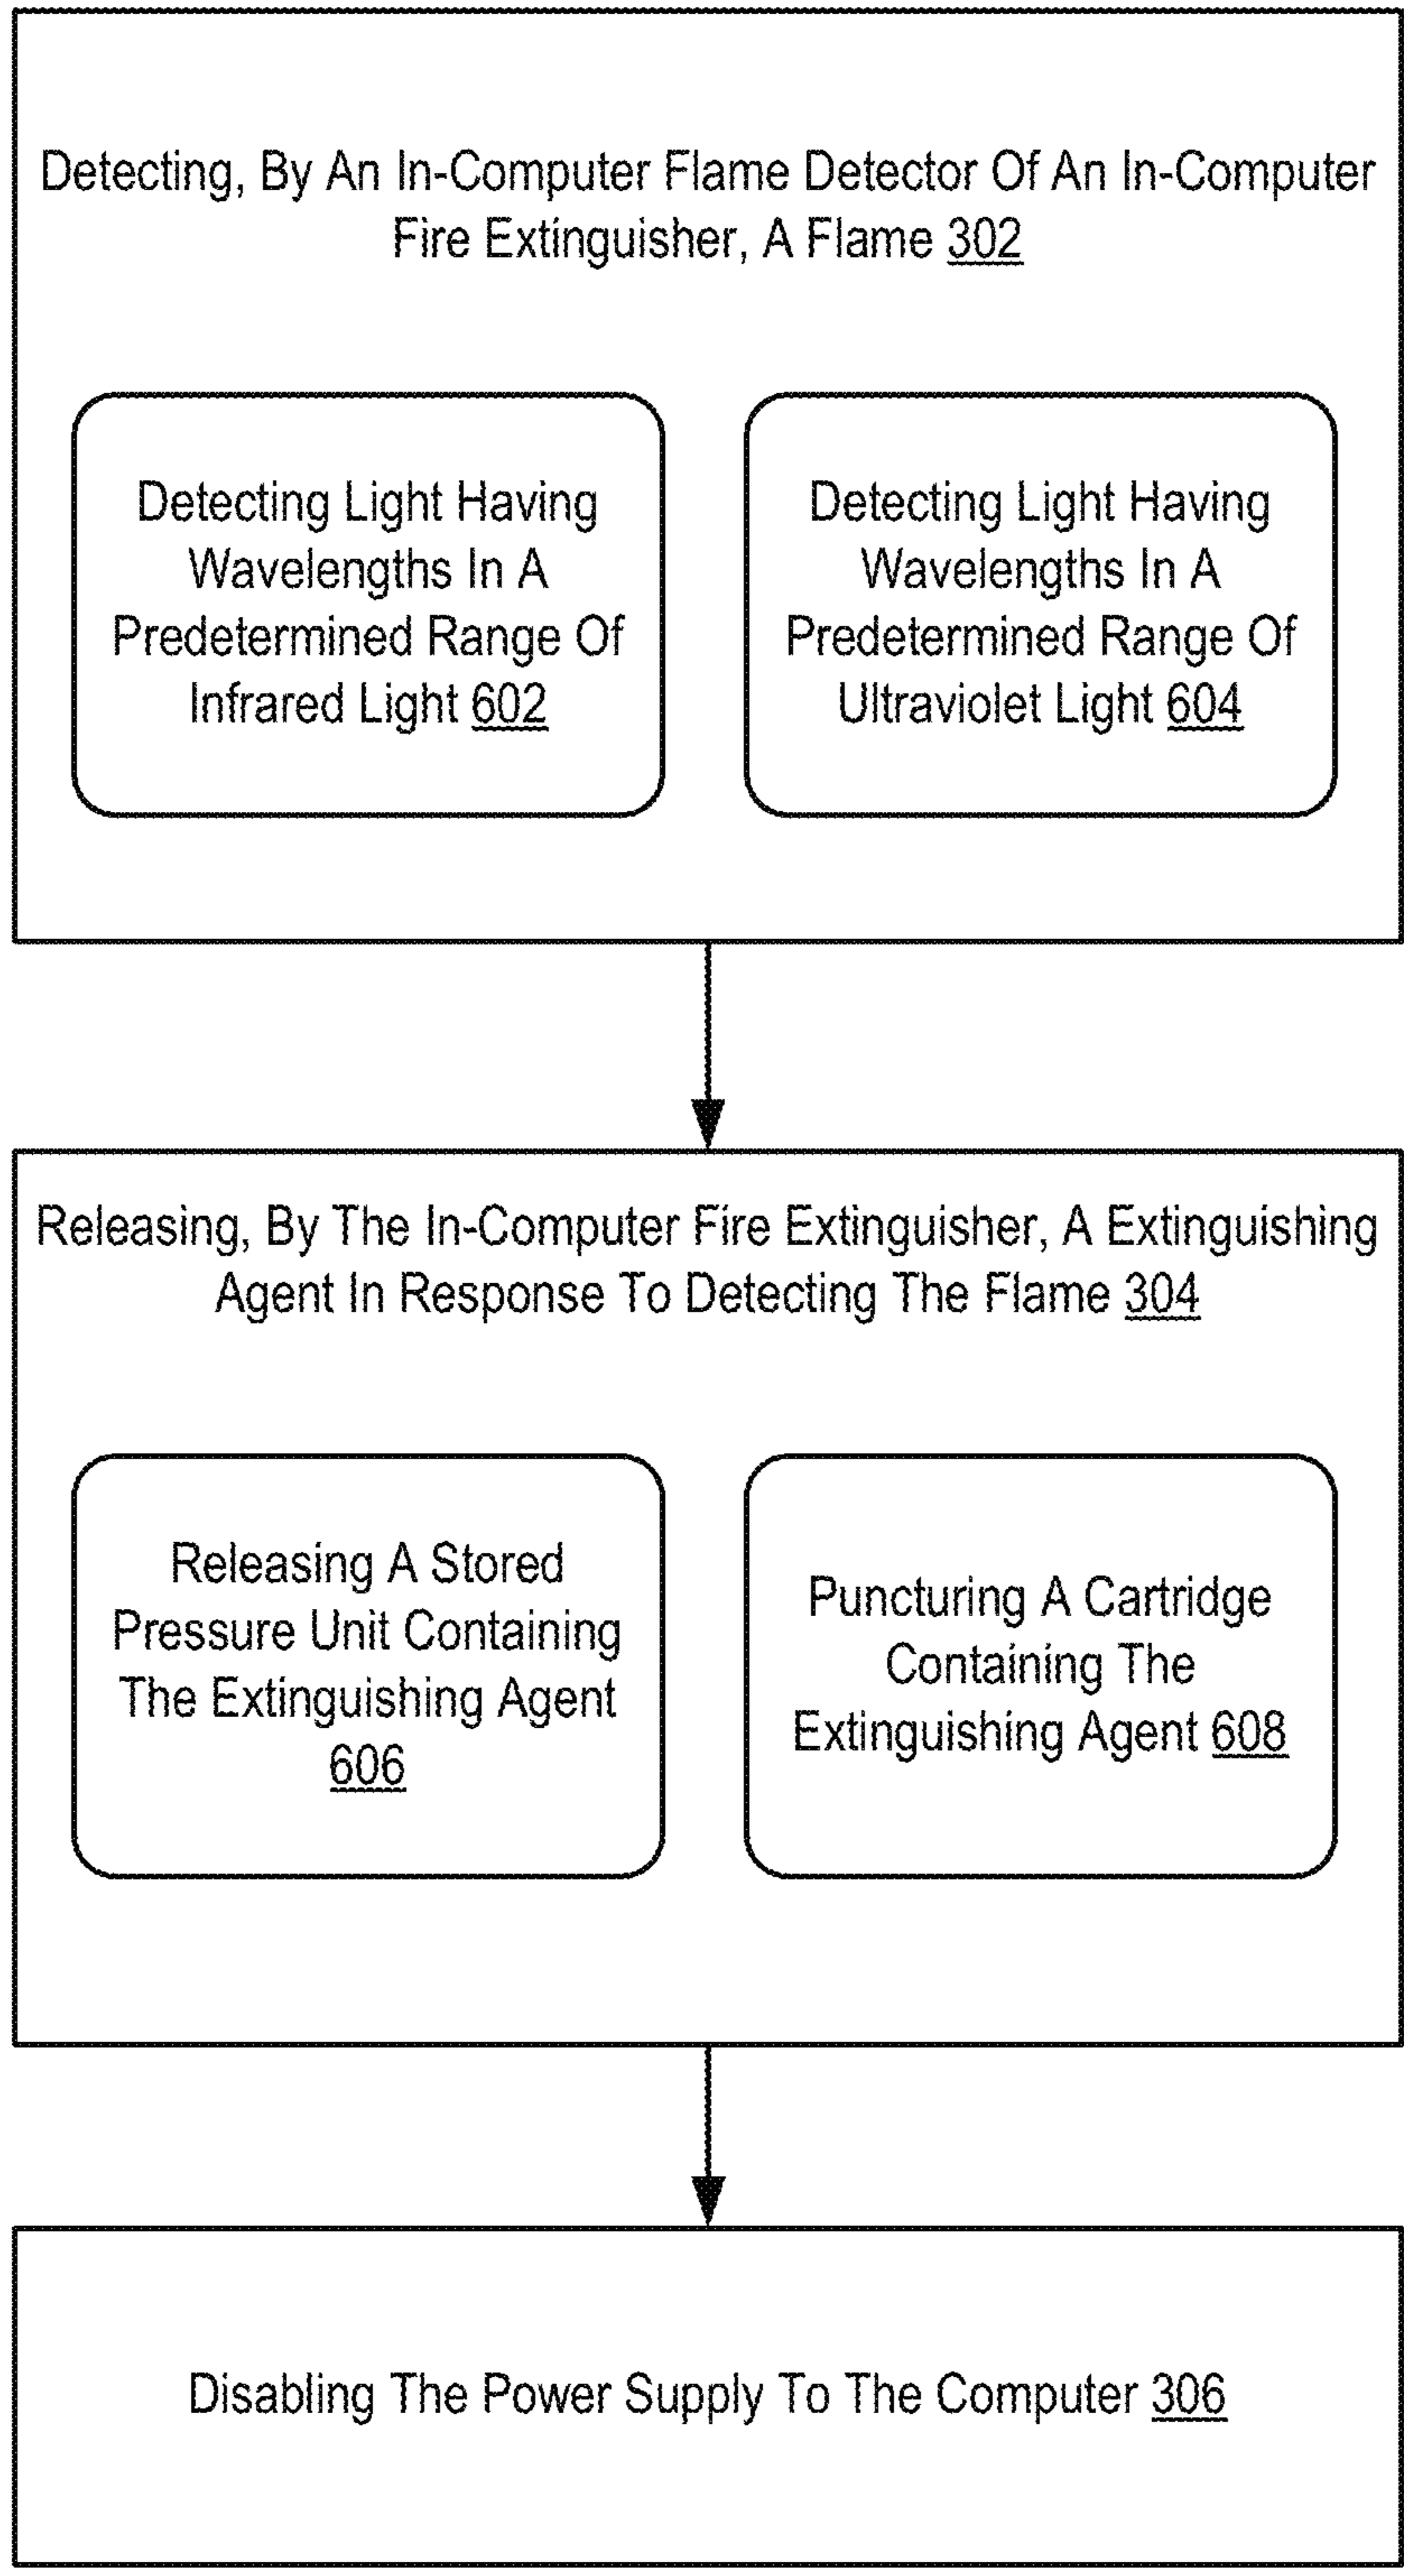 Detecting, By An In-Computer Flame Detector Of An In-Computer
Fire Extinguisher, A Flame 302
Detecting Light Having
Wavelengths In A
Predetermined Range Of
Infrared Light 602
Detecting Light Having
Wavelengths In A
Predetermined Range Of
Ultraviolet Light 604
Releasing, By The In-Computer Fire Extinguisher, A Extinguishing
Agent In Response To Detecting The Flame 304
Releasing A Stored
Pressure Unit Containing
The Extinguishing Agent
606
Puncturing A Cartridge
Containing The
Extinguishing Agent 608
Disabling The Power Supply To The Computer 306